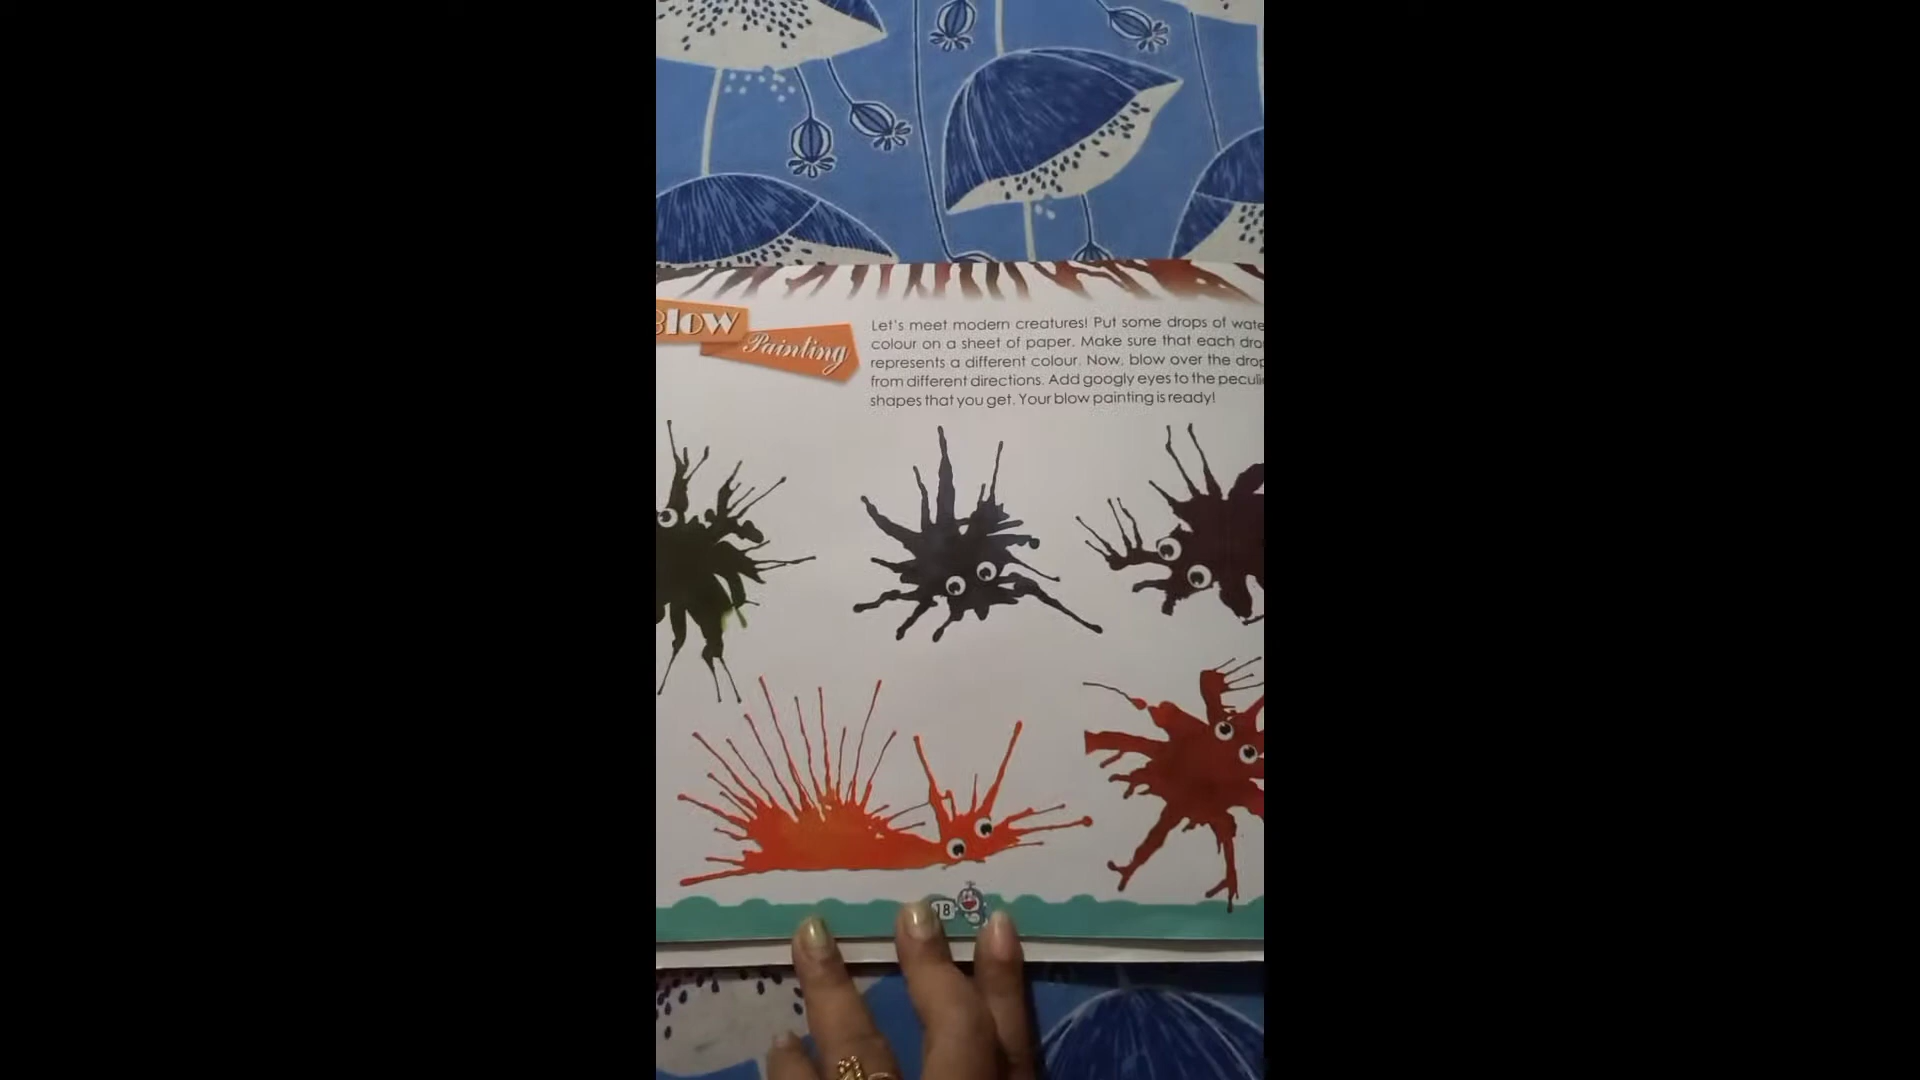 Blow
Painting
Let's meet modern creatures! Put some drops of wate
colour on a sheet of paper. Make sure that each dro
represents a different colour. Now, blow over the drop
from different directions. Add googly eyes to the peculi
shapes that you get. Your blow painting is ready!
18